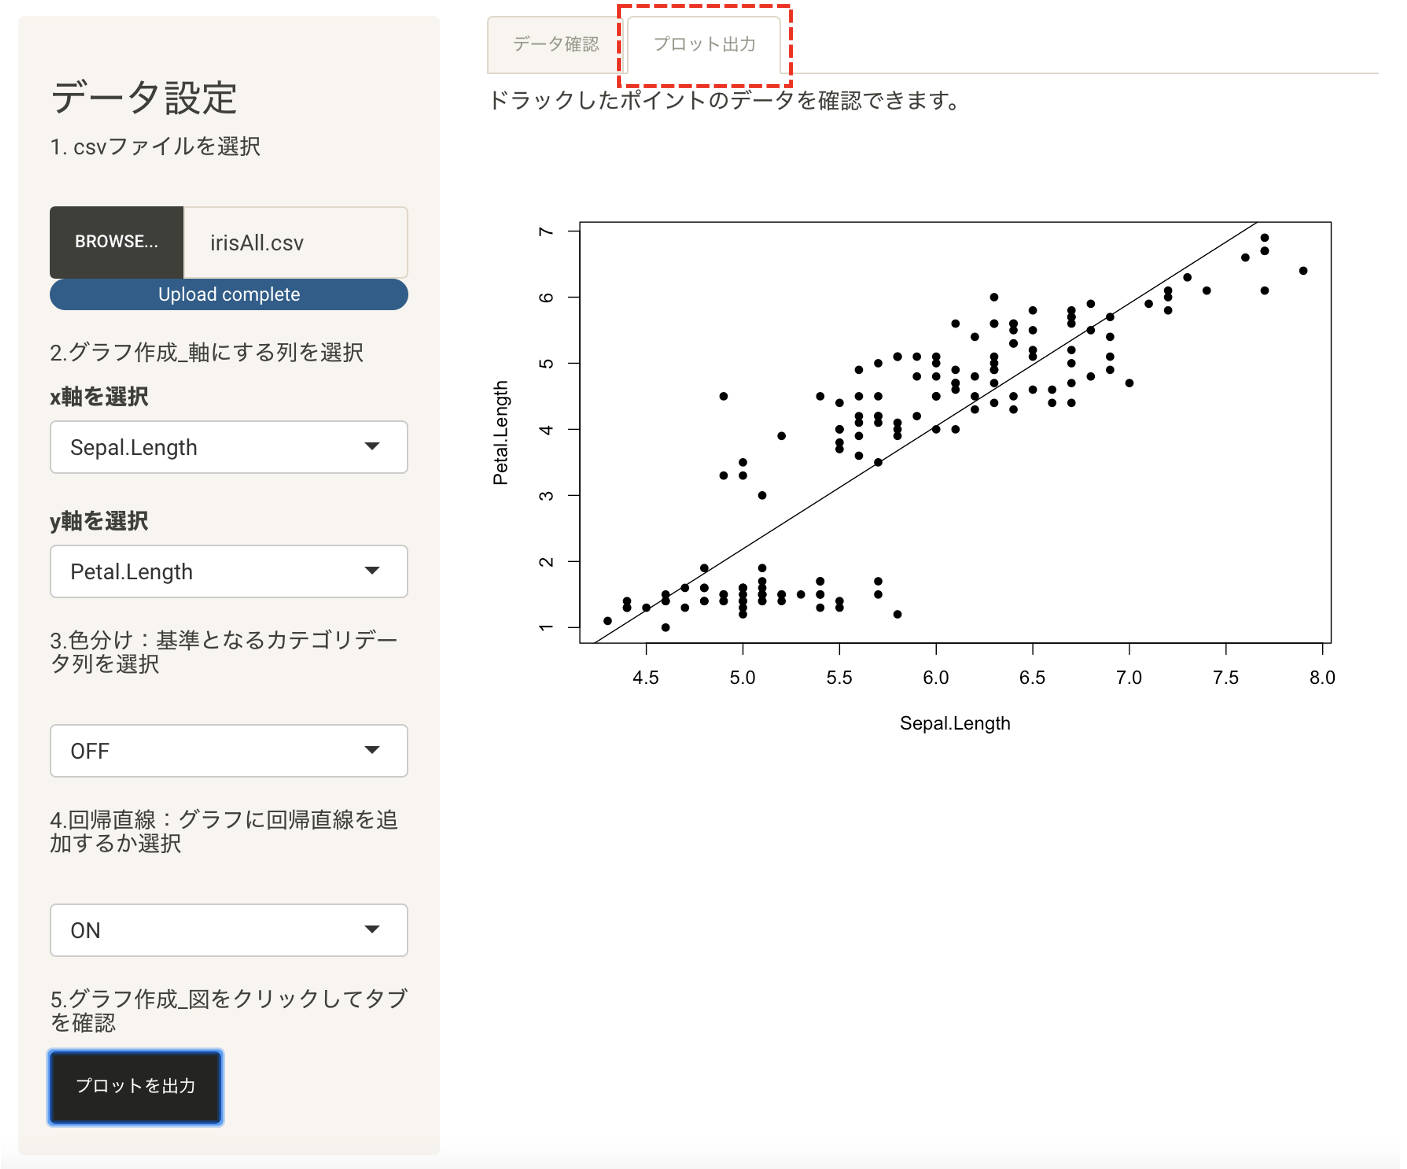 データ設定
1. csvファイルを選択
BROWSE... irisAll.csv
Upload complete
2.グラフ作成_軸にする列を選択
x軸を選択
Sepal.Length
y軸を選択
Petal.Length
3.色分け：基準となるカテゴリデー
タ列を選択
OFF
4.回帰直線：グラフに回帰直線を追
加するか選択
ON
5.グラフ作成_図をクリックしてタブ
を確認
プロットを出力
データ確認 プロット出力
ドラックしたポイントのデータを確認できます。
Petal.Length
7
6
5
4
3
2
1
4.5 5.0 5.5 6.0 6.5 7.0 7.5 8.0
Sepal.Length